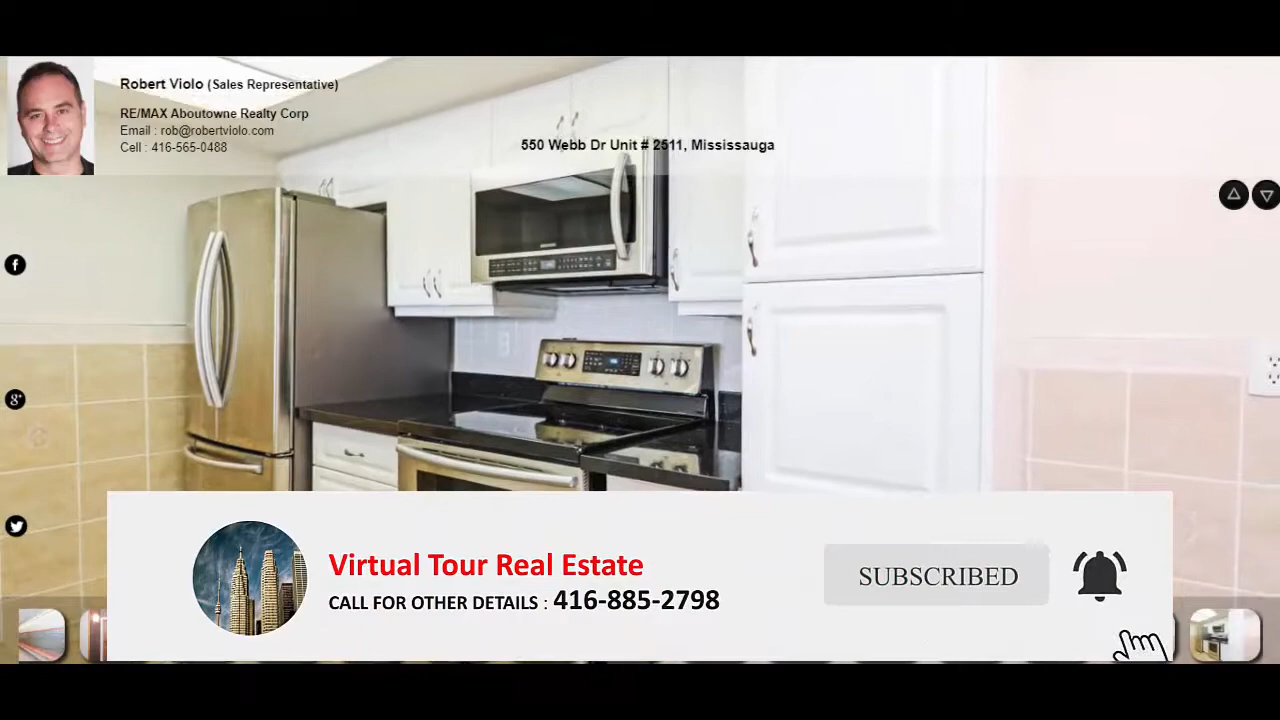 Robert Violo (Sales Representative)
RE/MAX Aboutowne Realty Corp
Email : rob@robertviolo.com
Cell : 416-565-0488
550 Webb Dr Unit # 2511, Mississauga
f
g+
Virtual Tour Real Estate
CALL FOR OTHER DETAILS : 416-885-2798
SUBSCRIBED